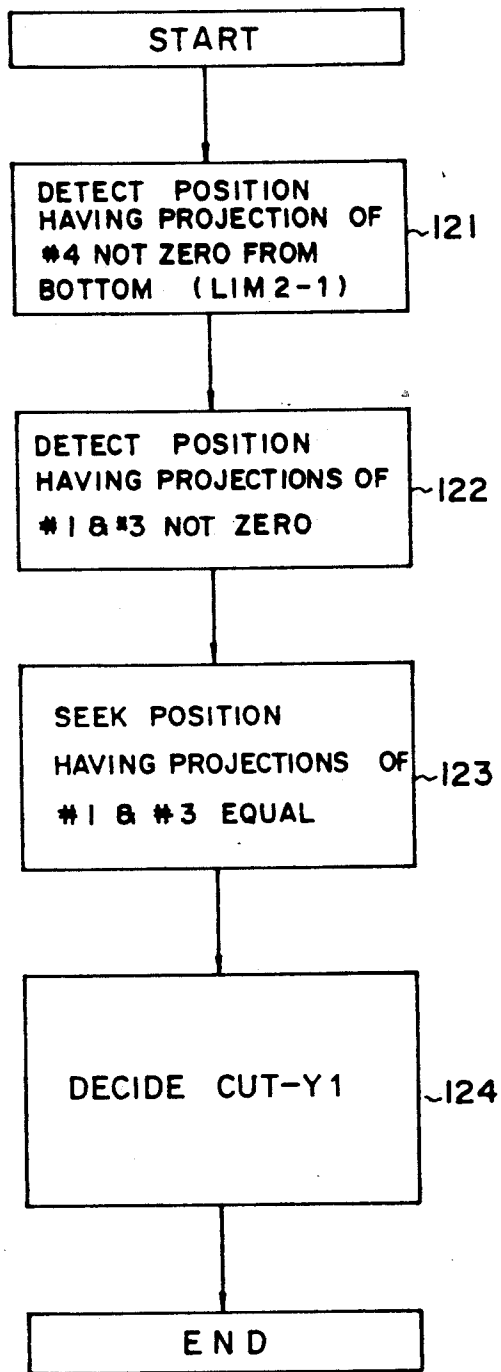 START
DETECT POSITION
HAVING PROJECTION OF
#4 NOT ZERO FROM
BOTTOM (LIM2-1)
~121
DETECT POSITION
HAVING PROJECTIONS OF
#1 & #3 NOT ZERO
~122
SEEK POSITION
HAVING PROJECTIONS OF
#1 & #3 EQUAL
~123
DECIDE CUT-Y1
~124
END